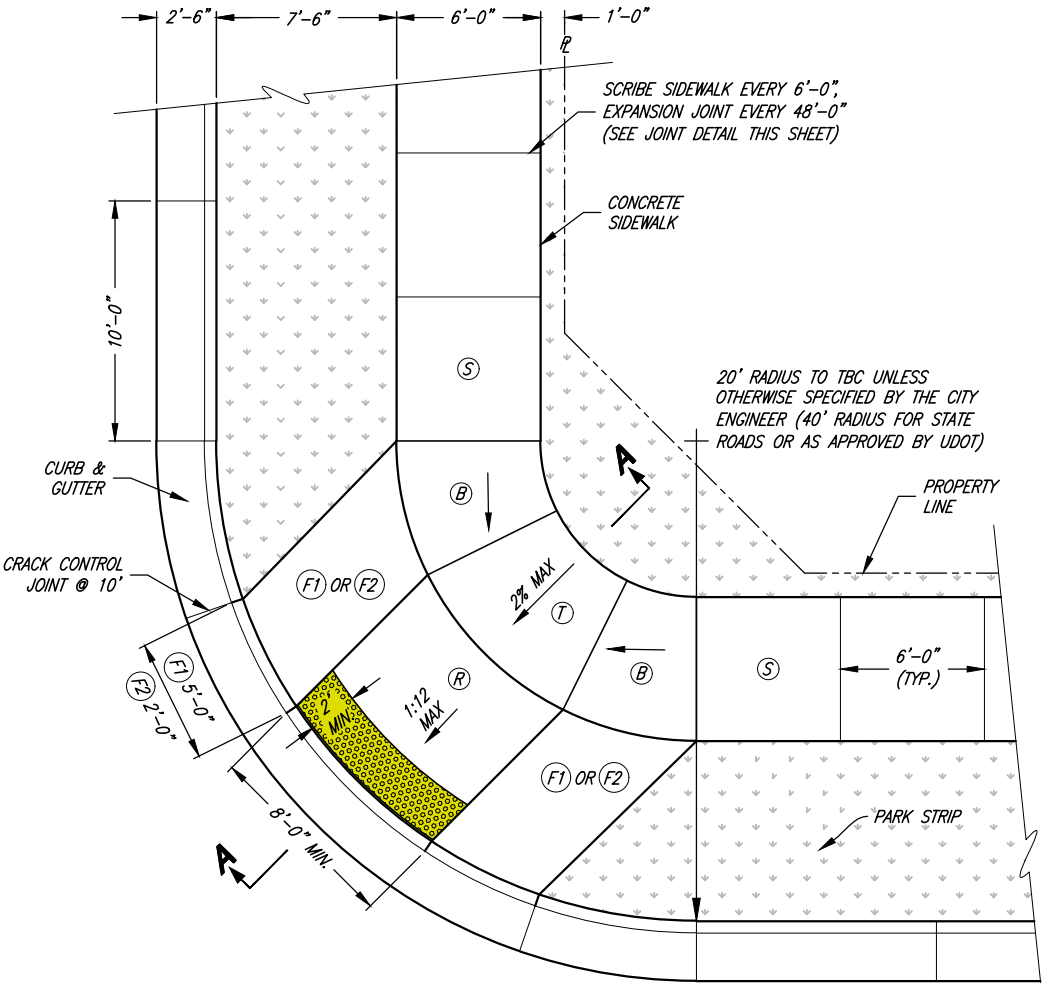 2'-6"
7'-6"
6'-0"
1'-0"
PL
SCRIBE SIDEWALK EVERY 6'-0",
EXPANSION JOINT EVERY 48'-0"
(SEE JOINT DETAIL THIS SHEET)
CONCRETE
SIDEWALK
10'-0"
S
20' RADIUS TO TBC UNLESS
OTHERWISE SPECIFIED BY THE CITY
ENGINEER (40' RADIUS FOR STATE
ROADS OR AS APPROVED BY UDOT)
A
CURB &
GUTTER
B
PROPERTY
LINE
CRACK CONTROL
JOINT @ 10'
F1 OR F2
2% MAX
T
B
S
6'-0"
(TYP.)
F1 5'-0"
F2 2'-0"
R
1:12
MAX
2'
MIN.
F1 OR F2
8'-0" MIN.
PARK STRIP
A